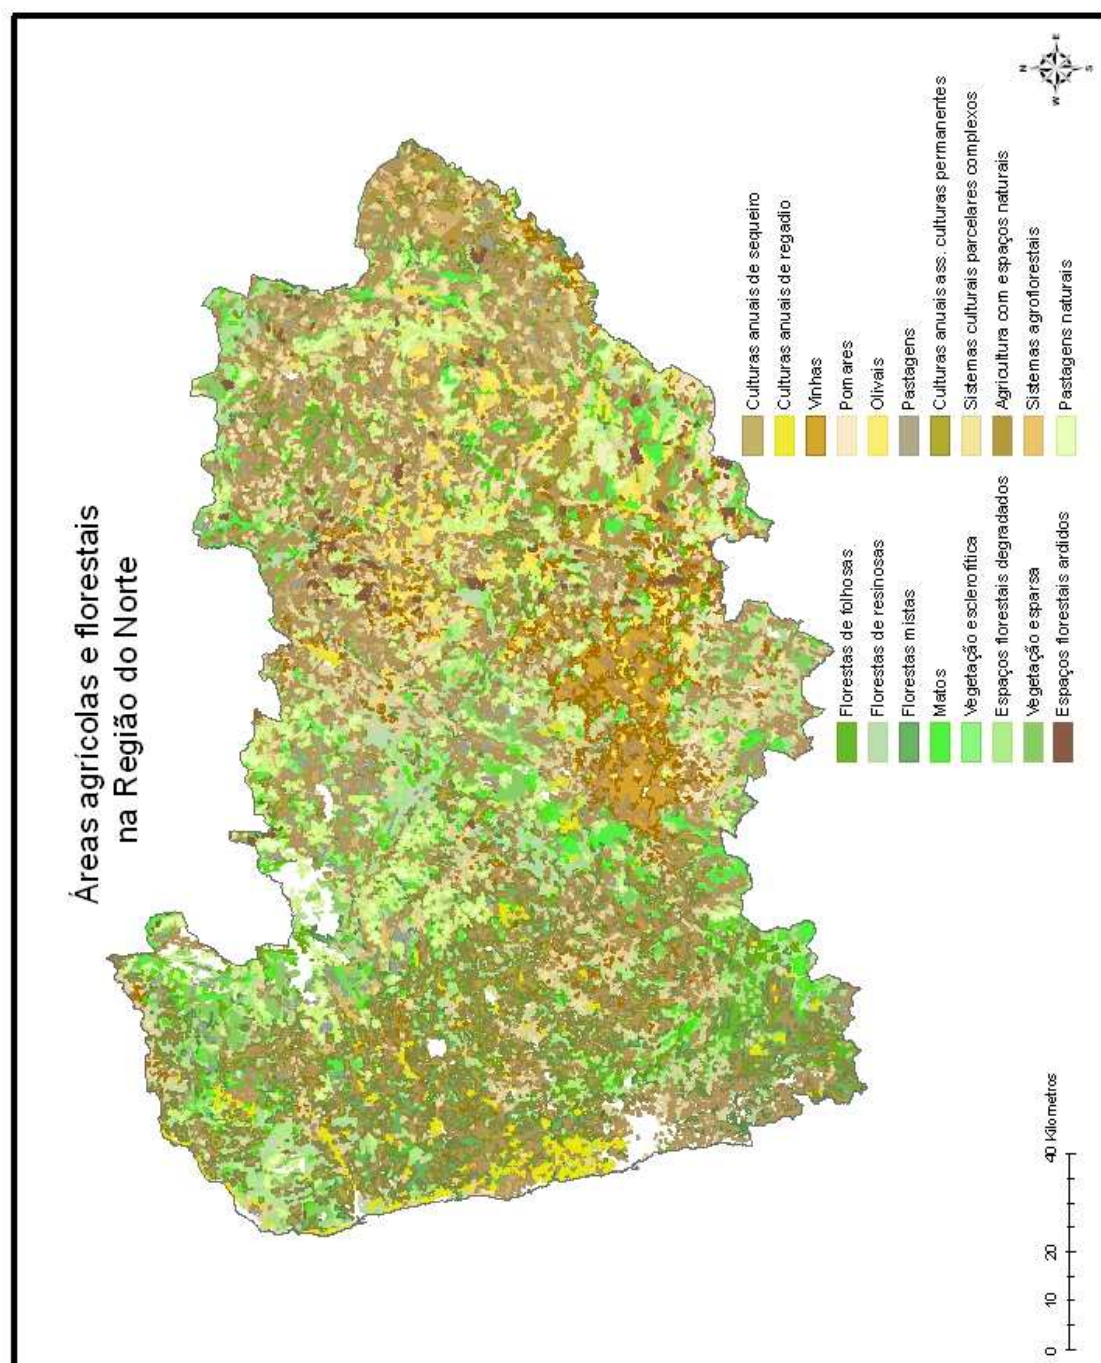 Áreas agrícolas e florestais
na Região do Norte
N
E
S
W
Florestas de folhosas
Florestas de resinosas
Florestas mistas
Matos
Vegetação esclerofítica
Espaços florestais degradados
Vegetação esparsa
Espaços florestais ardidos
Culturas anuais de sequeiro
Culturas anuais de regadio
Vinhas
Pomares
Olivais
Pastagens
Culturas anuais ass. culturas permanentes
Sistemas culturais parcelares complexos
Agricultura com espaços naturais
Sistemas agroflorestais
Pastagens naturais
0 10 20 40 Kilometros